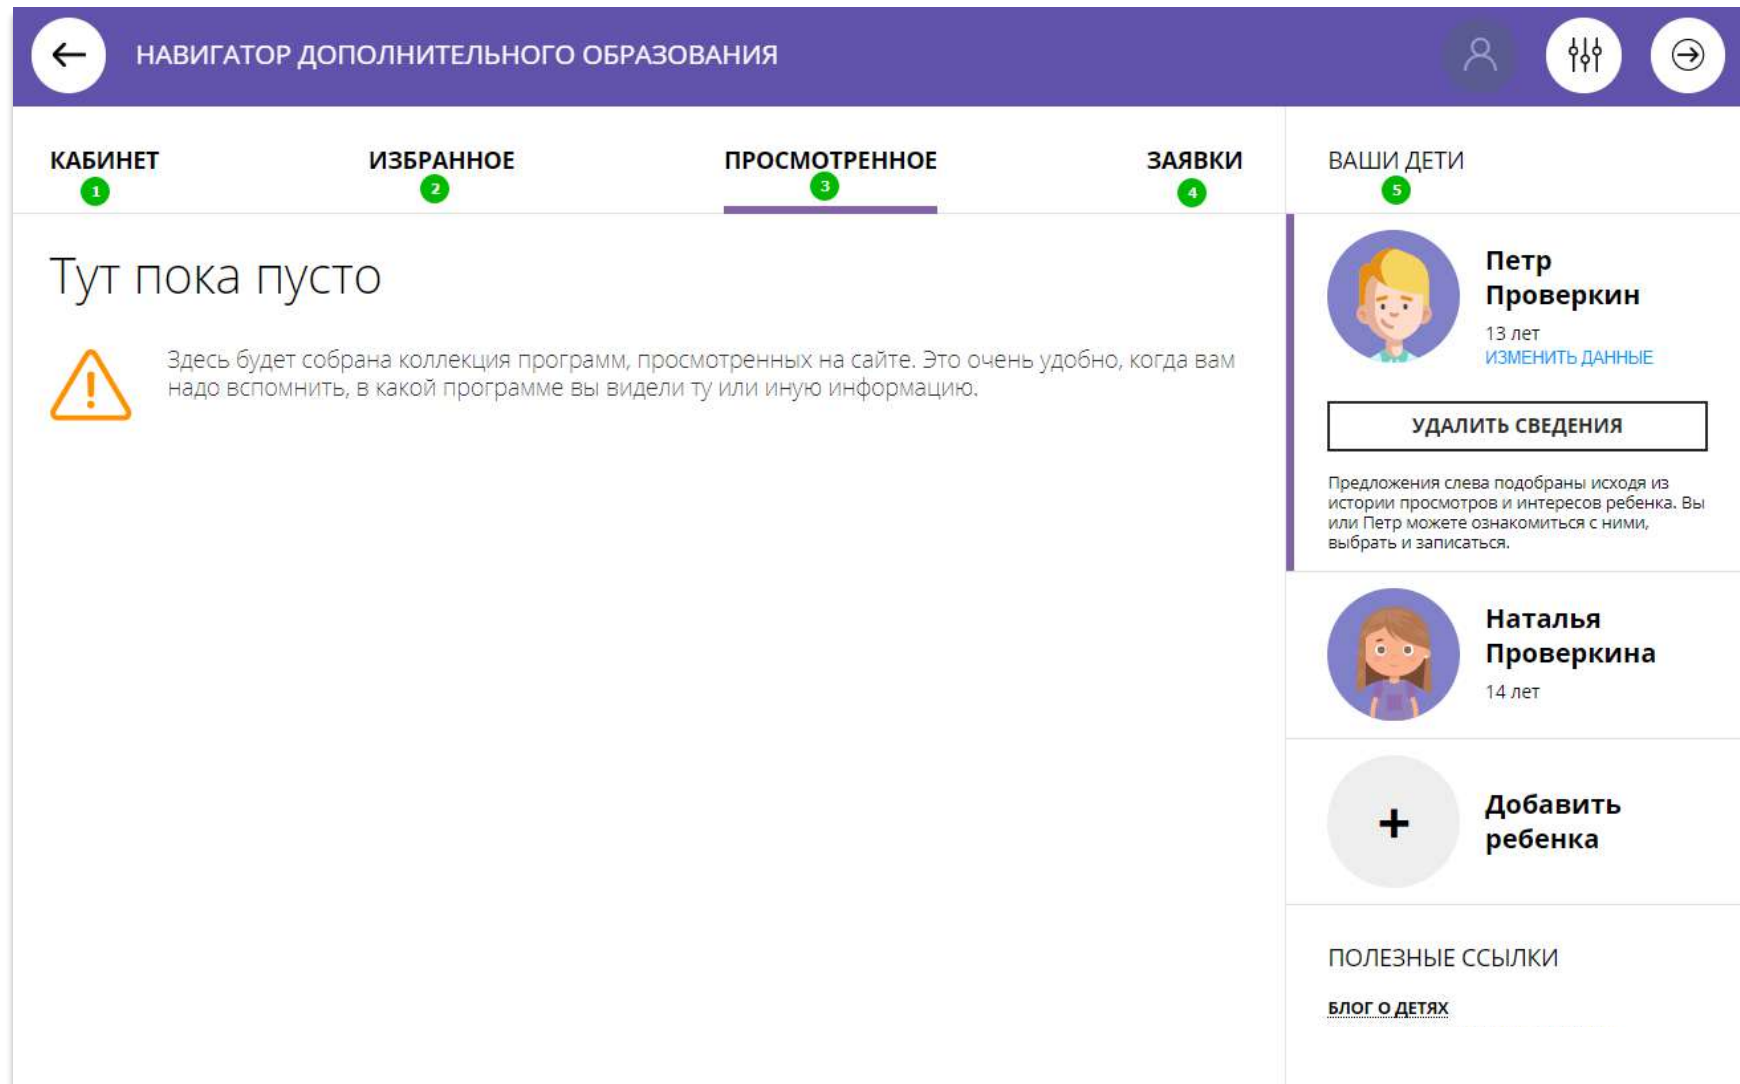 НАВИГАТОР ДОПОЛНИТЕЛЬНОГО ОБРАЗОВАНИЯ
КАБИНЕТ
1
ИЗБРАННОЕ
2
ПРОСМОТРЕННОЕ
3
ЗАЯВКИ
4
Тут пока пусто
Здесь будет собрана коллекция программ, просмотренных на сайте. Это очень удобно, когда вам
надо вспомнить, в какой программе вы видели ту или иную информацию.
ВАШИ ДЕТИ
5
Петр
Проверкин
13 лет
ИЗМЕНИТЬ ДАННЫЕ
УДАЛИТЬ СВЕДЕНИЯ
Предложения слева подобраны исходя из
истории просмотров и интересов ребенка. Вы
или Петр можете ознакомиться с ними,
выбрать и записаться.
Наталья
Проверкина
14 лет
+
Добавить
ребенка
ПОЛЕЗНЫЕ ССЫЛКИ
БЛОГ О ДЕТЯХ